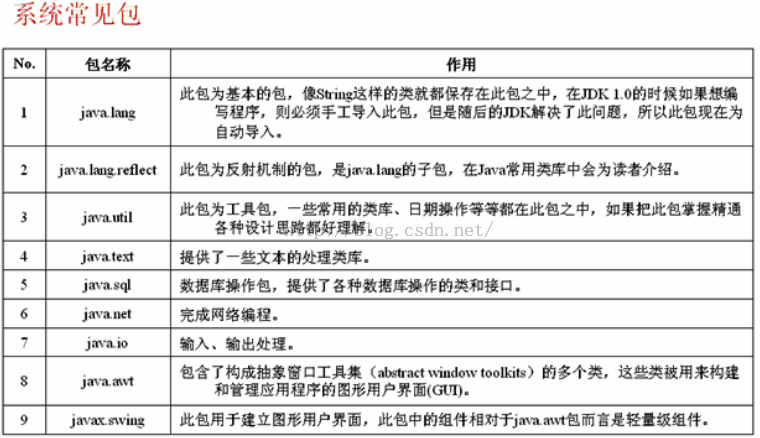 系统常见包
No. 包名称 作用
1 java.lang 此包为基本的包，像String这样的类就都保存在此包之中，在JDK 1.0的时候如果想编
写程序，则必须手工导入此包，但是随后的JDK解决了此问题，所以此包现在为
自动导入。
2 java.lang.reflect 此包为反射机制的包，是java.lang的子包，在Java常用类库中会为读者介绍。
3 java.util 此包为工具包，一些常用的类库、日期操作等等都在此包之中，如果把此包掌握精通
各种设计思路都好理解。
http://blog.csdn.net/
4 java.text 提供了一些文本的处理类库。
5 java.sql 数据库操作包，提供了各种数据库操作的类和接口。
6 java.net 完成网络编程。
7 java.io 输入、输出处理。
8 java.awt 包含了构成抽象窗口工具集（abstract window toolkits）的多个类，这些类被用来构建
和管理应用程序的图形用户界面(GUI)。
9 javax.swing 此包用于建立图形用户界面，此包中的组件相对于java.awt包而言是轻量级组件。